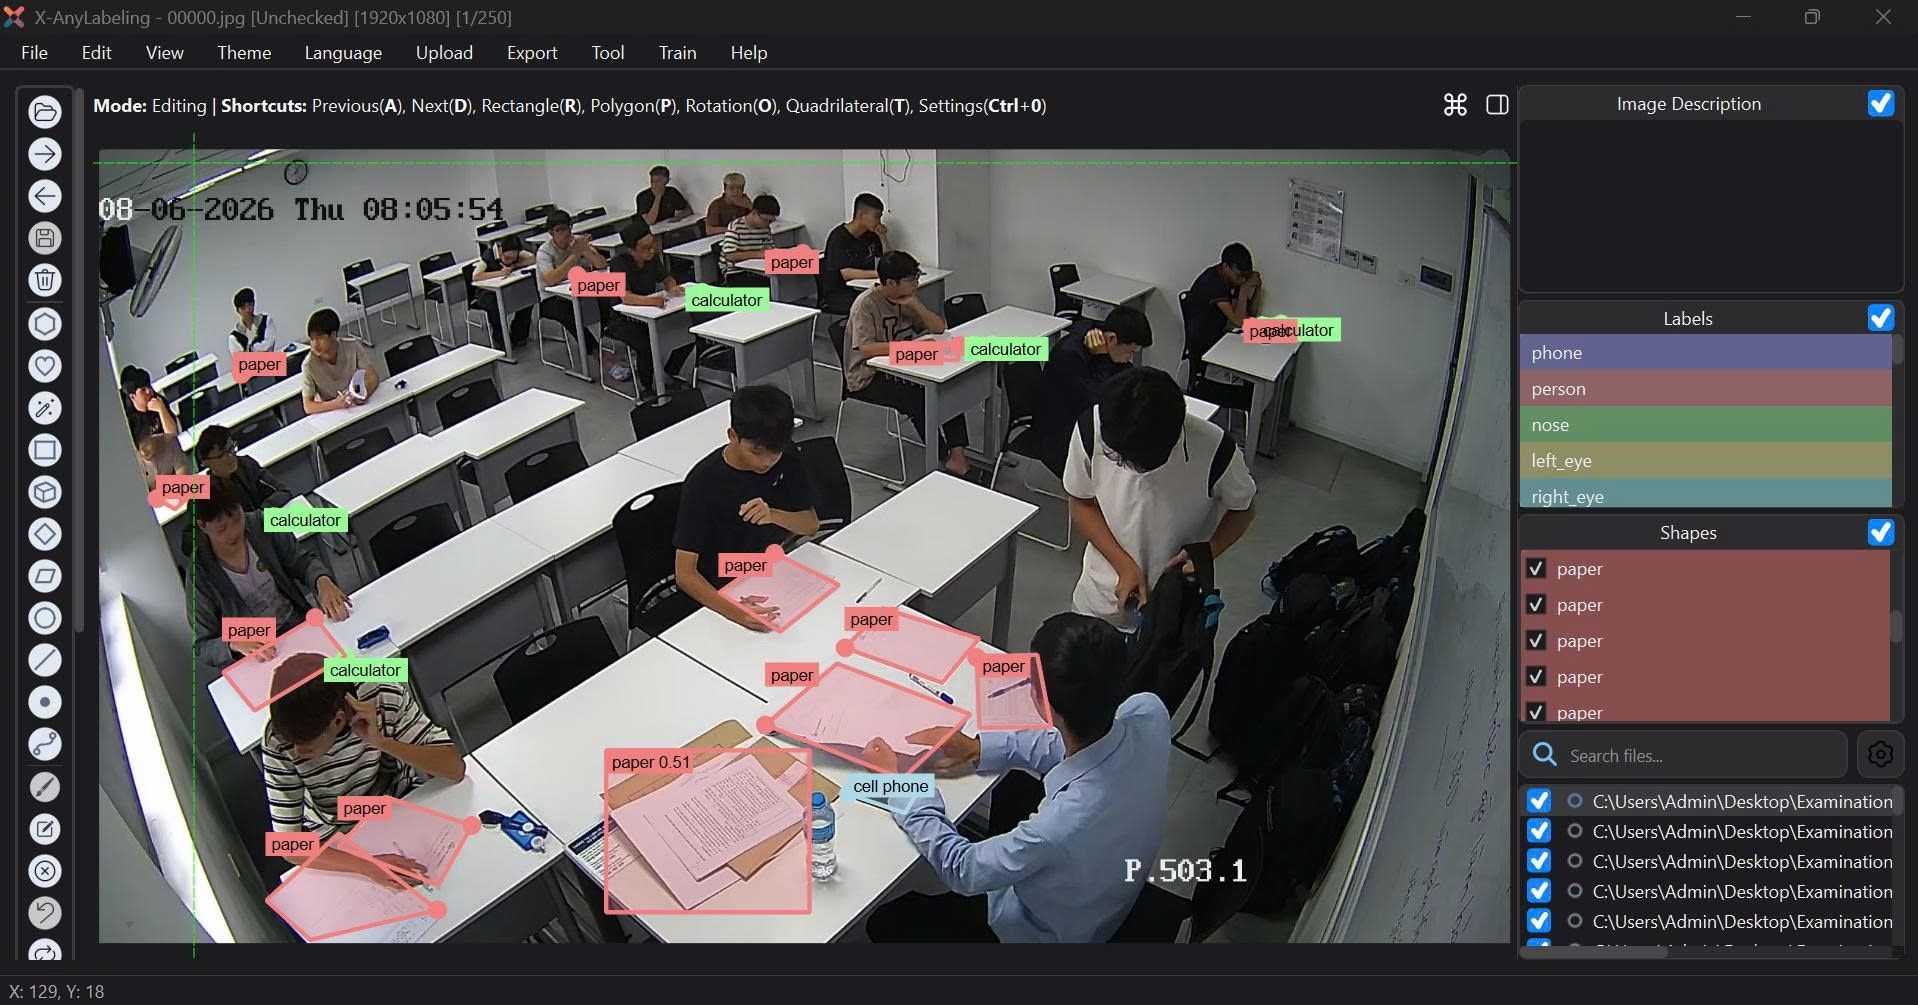 X-AnyLabeling - 00000.jpg [Unchecked] [1920x1080] [1/250]
File Edit View Theme Language Upload Export Tool Train Help
Mode: Editing | Shortcuts: Previous(A), Next(D), Rectangle(R), Polygon(P), Rotation(O), Quadrilateral(T), Settings(Ctrl+0)
08-06-2026 Thu 08:05:54
paper
paper
calculator
paper
calculator
paper
calculator
paper
paper
calculator
paper
paper
paper
calculator
paper
paper
paper 0.51
cell phone
paper
paper
P.503.1
Image Description
Labels
phone
person
nose
left_eye
right_eye
Shapes
paper
paper
paper
paper
paper
Search files...
C:\Users\Admin\Desktop\Examination
C:\Users\Admin\Desktop\Examination
C:\Users\Admin\Desktop\Examination
C:\Users\Admin\Desktop\Examination
C:\Users\Admin\Desktop\Examination
X: 129, Y: 18